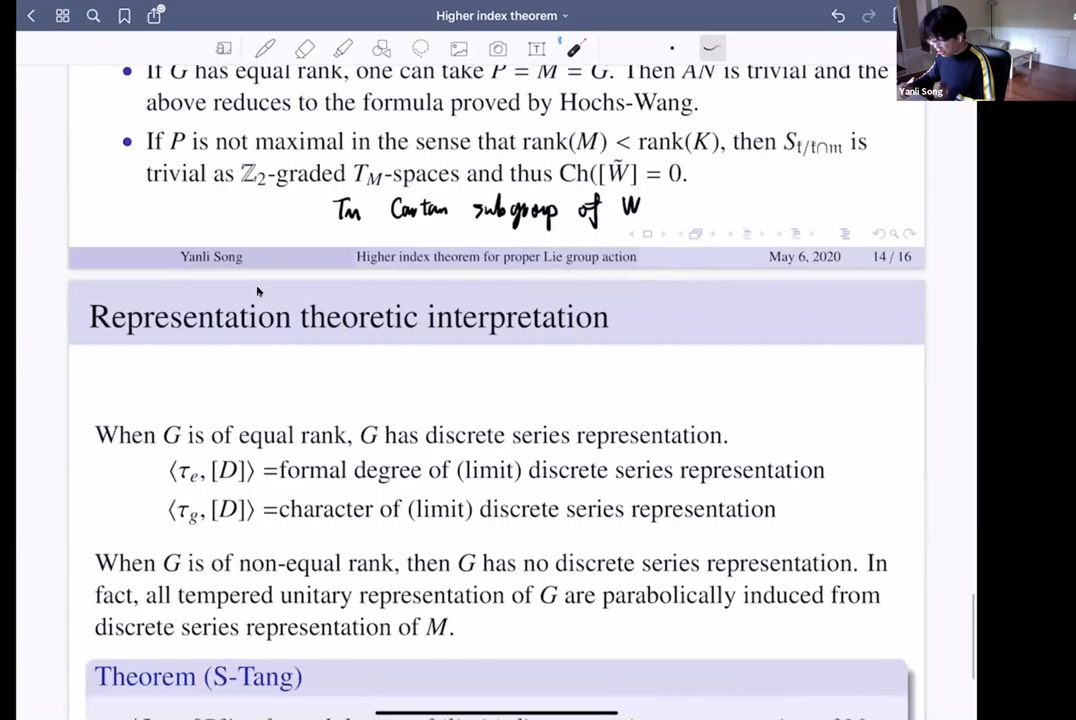 Higher index theorem
Yanli Song
If G has equal rank, one can take P = M = G. Then AN is trivial and the
above reduces to the formula proved by Hochs-Wang.
If P is not maximal in the sense that rank(M) < rank(K), then S_{t/t∩m} is
trivial as ℤ₂-graded T_M-spaces and thus Ch([W̃] = 0.
T_M Cartan subgroup of M
Yanli Song Higher index theorem for proper Lie group action May 6, 2020 14 / 16
Representation theoretic interpretation
When G is of equal rank, G has discrete series representation.
⟨τ_e, [D]⟩ =formal degree of (limit) discrete series representation
⟨τ_g, [D]⟩ =character of (limit) discrete series representation
When G is of non-equal rank, then G has no discrete series representation. In
fact, all tempered unitary representation of G are parabolically induced from
discrete series representation of M.
Theorem (S-Tang)